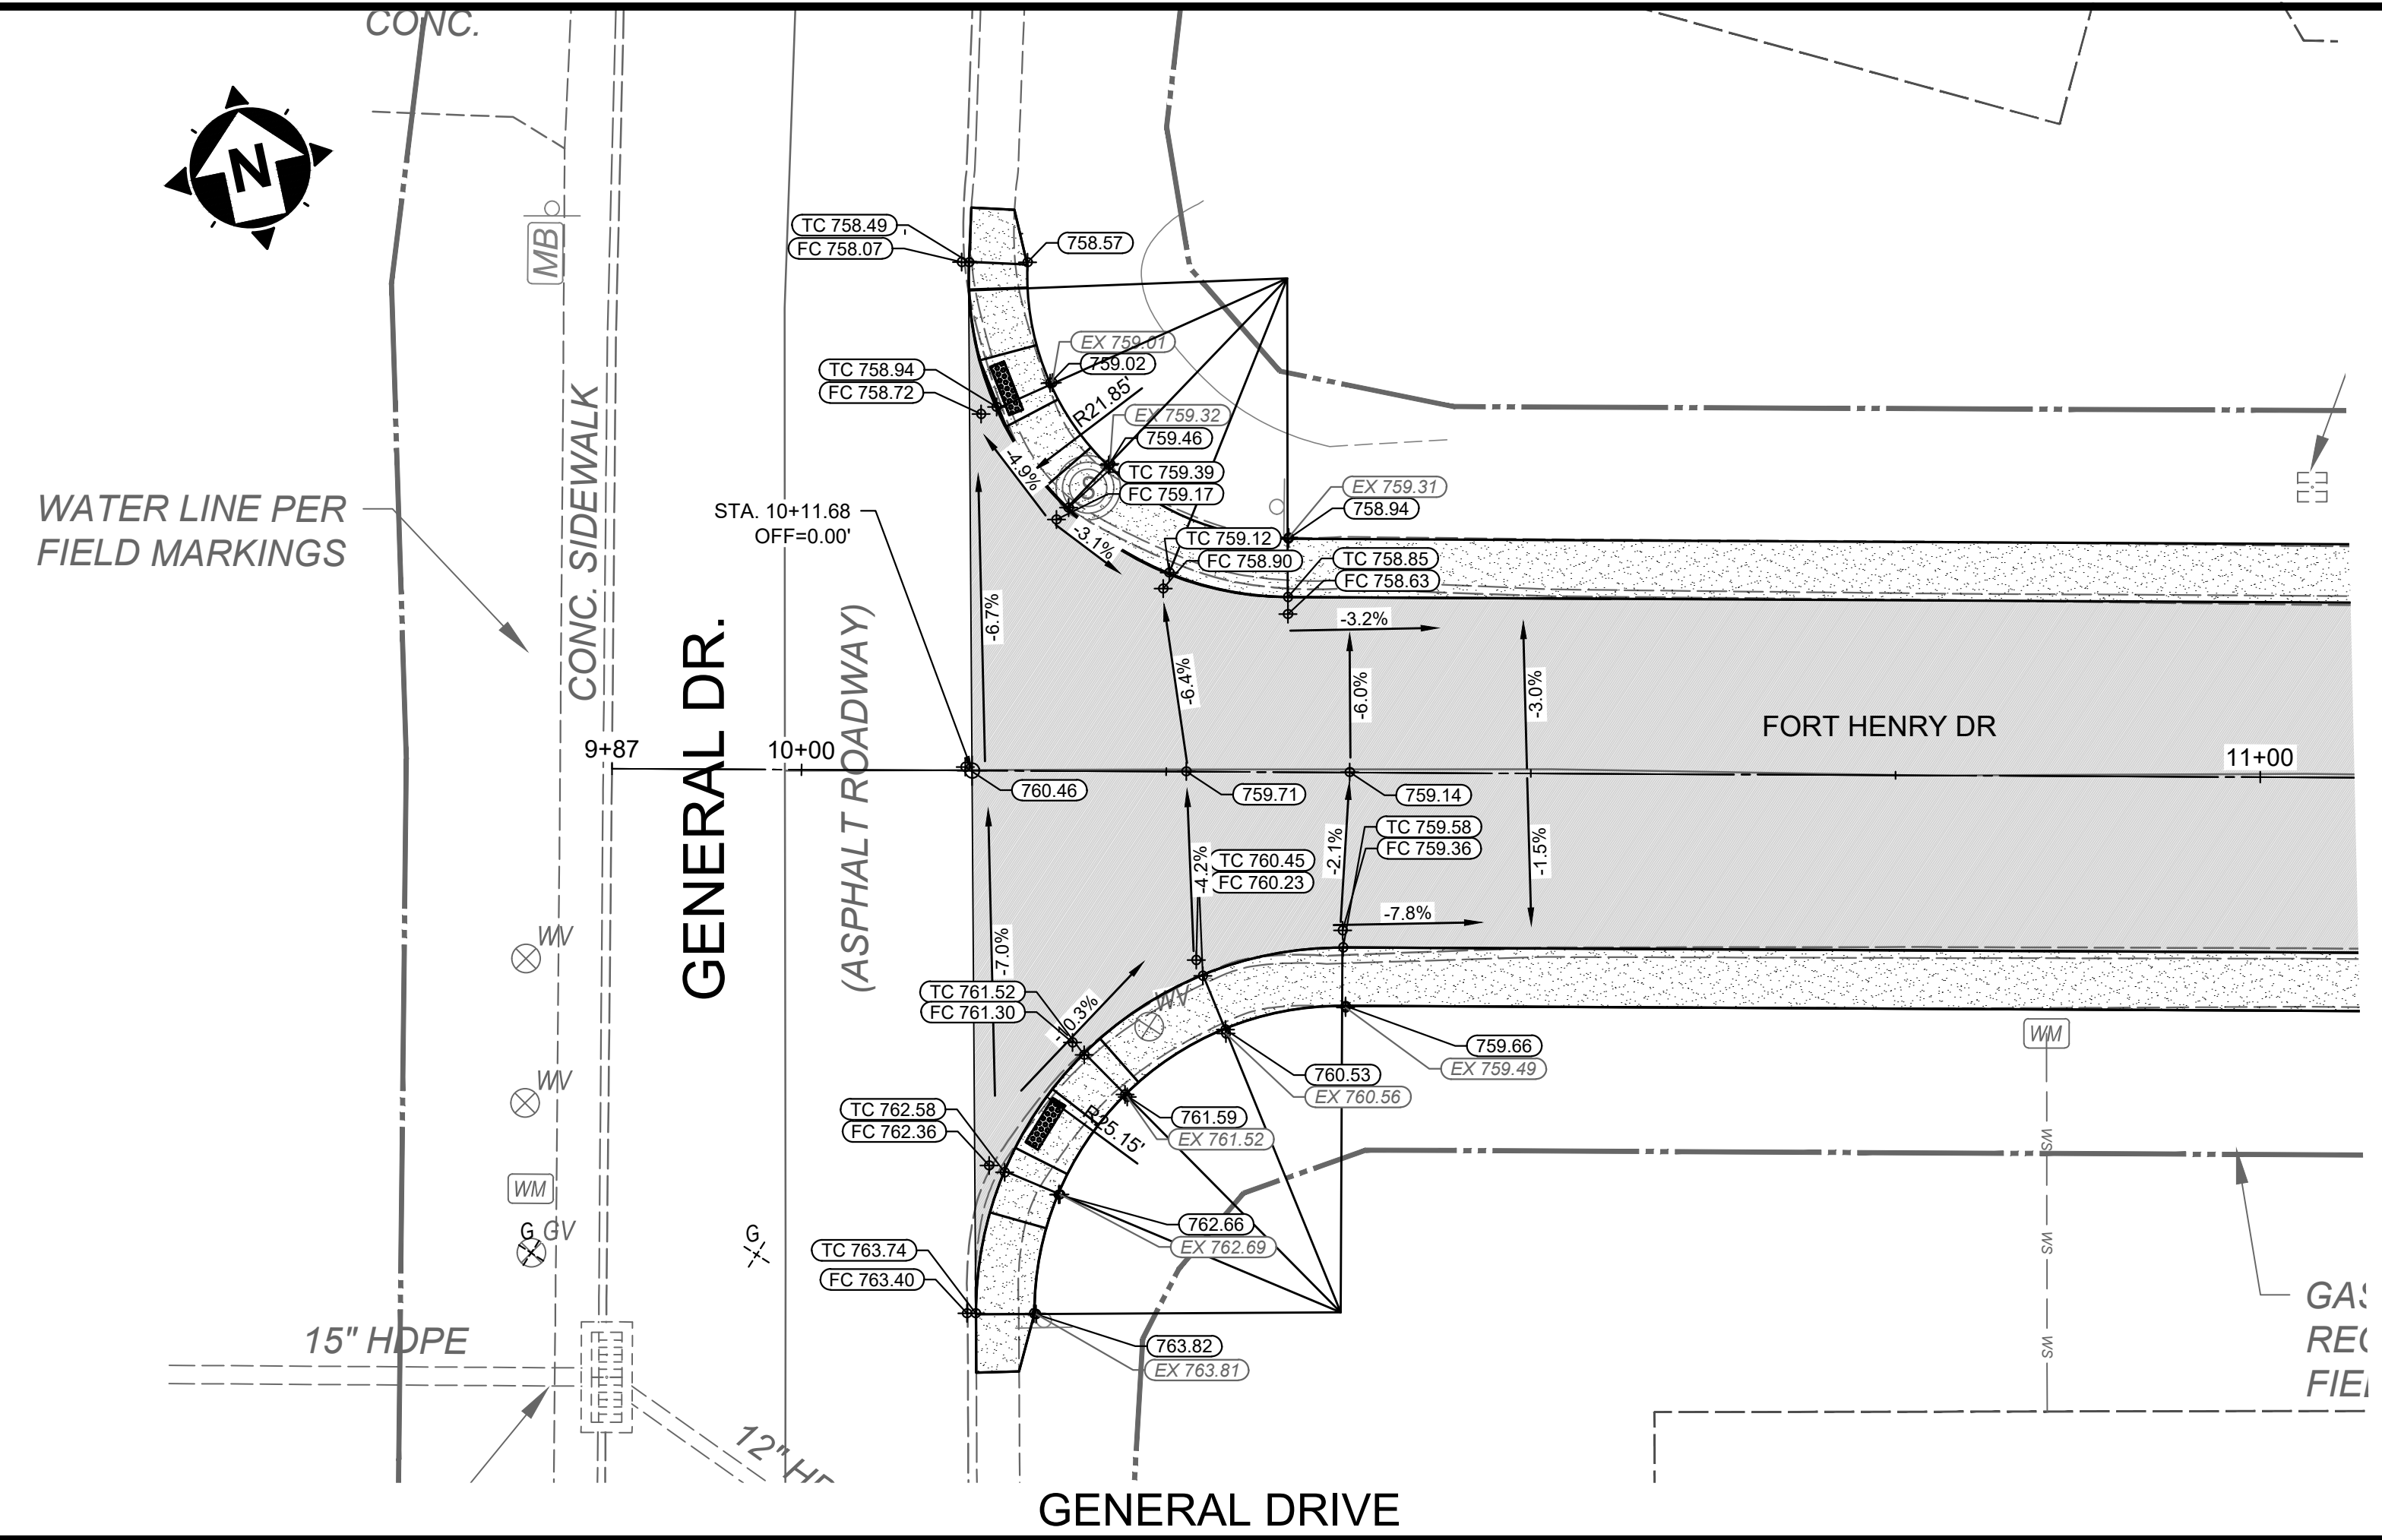 CONC.
N
MB
TC 758.49
FC 758.07
758.57
EX 759.01
759.02
TC 758.94
FC 758.72
R21.85'
EX 759.32
759.46
-4.9%
TC 759.39
FC 759.17
S
EX 759.31
758.94
WATER LINE PER
FIELD MARKINGS
CONC. SIDEWALK
STA. 10+11.68
OFF=0.00'
-3.1%
TC 759.12
FC 758.90
TC 758.85
FC 758.63
-6.7%
-3.2%
GENERAL DR.
(ASPHALT ROADWAY)
-6.4%
-6.0%
-3.0%
FORT HENRY DR
9+87
10+00
11+00
760.46
759.71
759.14
TC 759.58
FC 759.36
-4.2%
TC 760.45
FC 760.23
-2.1%
-1.5%
-7.8%
WV
-7.0%
TC 761.52
FC 761.30
-10.3%
WV
759.66
EX 759.49
WM
WV
760.53
EX 760.56
TC 762.58
FC 762.36
R25.15'
761.59
EX 761.52
WS
WM
762.66
EX 762.69
G GV
G
TC 763.74
FC 763.40
WS
763.82
EX 763.81
15" HDPE
WS
FIE
12"
GENERAL DRIVE